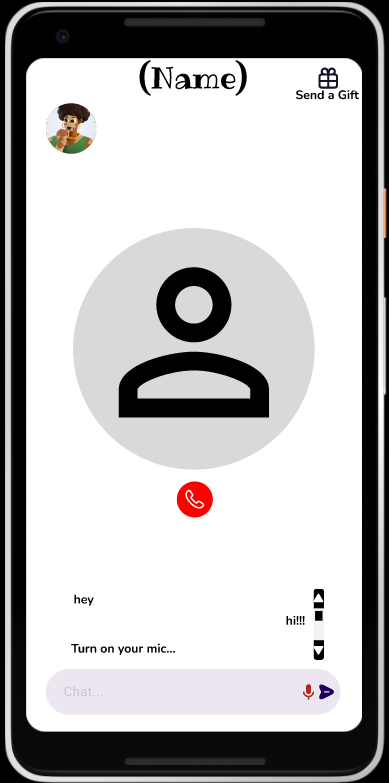 (Name)
Send a Gift
hey
hi!!!
Turn on your mic...
Chat...